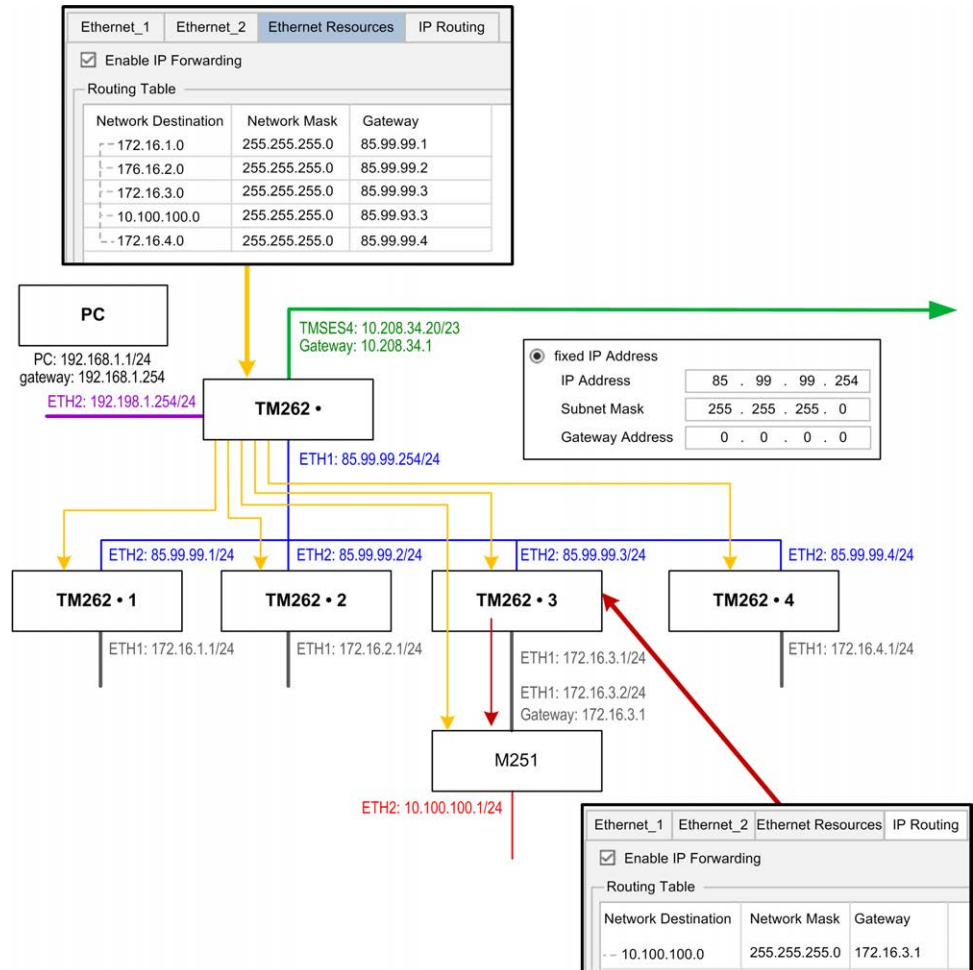 Ethernet_1 Ethernet_2 Ethernet Resources IP Routing
Enable IP Forwarding
Routing Table
Network Destination Network Mask Gateway
172.16.1.0 255.255.255.0 85.99.99.1
176.16.2.0 255.255.255.0 85.99.99.2
172.16.3.0 255.255.255.0 85.99.99.3
10.100.100.0 255.255.255.0 85.99.93.3
172.16.4.0 255.255.255.0 85.99.99.4
PC
PC: 192.168.1.1/24
gateway: 192.168.1.254
ETH2: 192.198.1.254/24
TMSES4: 10.208.34.20/23
Gateway: 10.208.34.1
TM262 •
ETH1: 85.99.99.254/24
fixed IP Address
IP Address 85 . 99 . 99 . 254
Subnet Mask 255 . 255 . 255 . 0
Gateway Address 0 . 0 . 0 . 0
ETH2: 85.99.99.1/24 ETH2: 85.99.99.2/24 ETH2: 85.99.99.3/24 ETH2: 85.99.99.4/24
TM262 • 1 TM262 • 2 TM262 • 3 TM262 • 4
ETH1: 172.16.1.1/24 ETH1: 172.16.2.1/24 ETH1: 172.16.3.1/24 ETH1: 172.16.4.1/24
ETH1: 172.16.3.2/24
Gateway: 172.16.3.1
M251
ETH2: 10.100.100.1/24
Ethernet_1 Ethernet_2 Ethernet Resources IP Routing
Enable IP Forwarding
Routing Table
Network Destination Network Mask Gateway
10.100.100.0 255.255.255.0 172.16.3.1